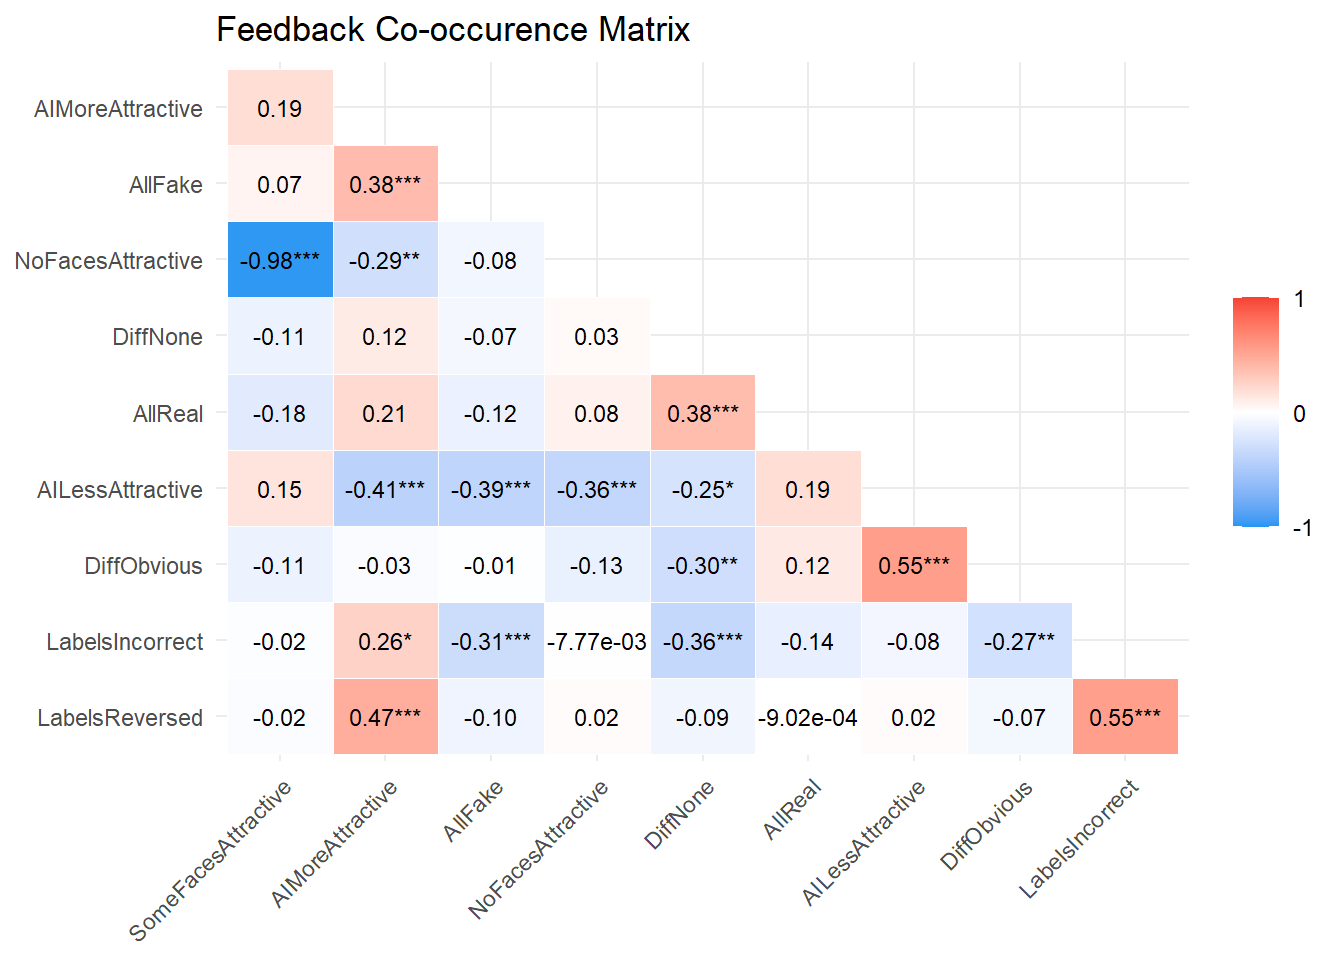 Feedback Co-occurence Matrix
AIMoreAttractive 0.19
AllFake 0.07 0.38***
NoFacesAttractive -0.98*** -0.29** -0.08
DiffNone -0.11 0.12 -0.07 0.03
AllReal -0.18 0.21 -0.12 0.08 0.38***
AILessAttractive 0.15 -0.41*** -0.39*** -0.36*** -0.25* 0.19
DiffObvious -0.11 -0.03 -0.01 -0.13 -0.30** 0.12 0.55***
LabelsIncorrect -0.02 0.26* -0.31*** -7.77e-03 -0.36*** -0.14 -0.08 -0.27**
LabelsReversed -0.02 0.47*** -0.10 0.02 -0.09 -9.02e-04 0.02 -0.07 0.55***
SomeFacesAttractive AIMoreAttractive AllFake NoFacesAttractive DiffNone AllReal AILessAttractive DiffObvious LabelsIncorrect
1
0
-1